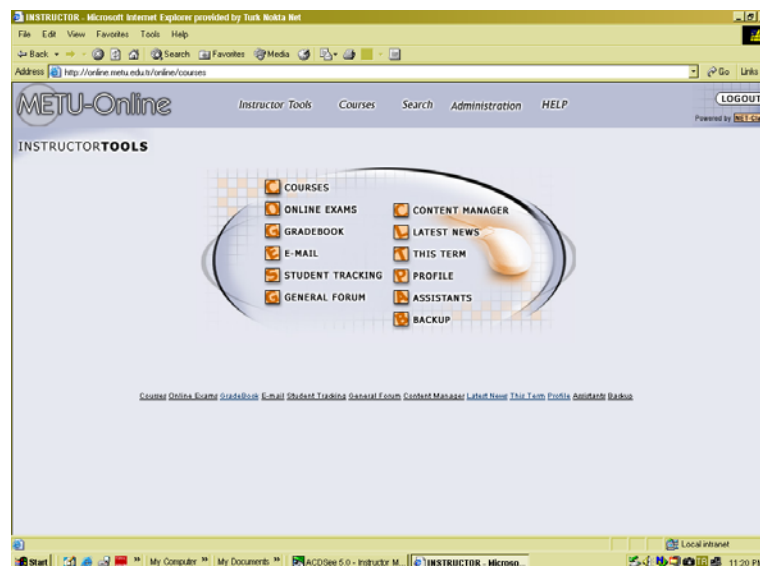 INSTRUCTOR - Microsoft Internet Explorer provided by Turk Nokta Net
File Edit View Favorites Tools Help
Back Search Favorites Media
Address http://online.metu.edu.tr/online/courses Go Links
METU-Online Instructor Tools Courses Search Administration HELP LOGOUT
Powered by
INSTRUCTORTOOLS
COURSES
ONLINE EXAMS
GRADEBOOK
E-MAIL
STUDENT TRACKING
GENERAL FORUM
CONTENT MANAGER
LATEST NEWS
THIS TERM
PROFILE
ASSISTANTS
BACKUP
Courses Online Exams GradeBook E-mail Student Tracking General Forum Content Manager Latest News This Term Profile Assistants Backup
Local intranet
Start My Computer » My Documents » ACDSee 5.0 - Instructor M... INSTRUCTOR - Microso... 11:20 PM